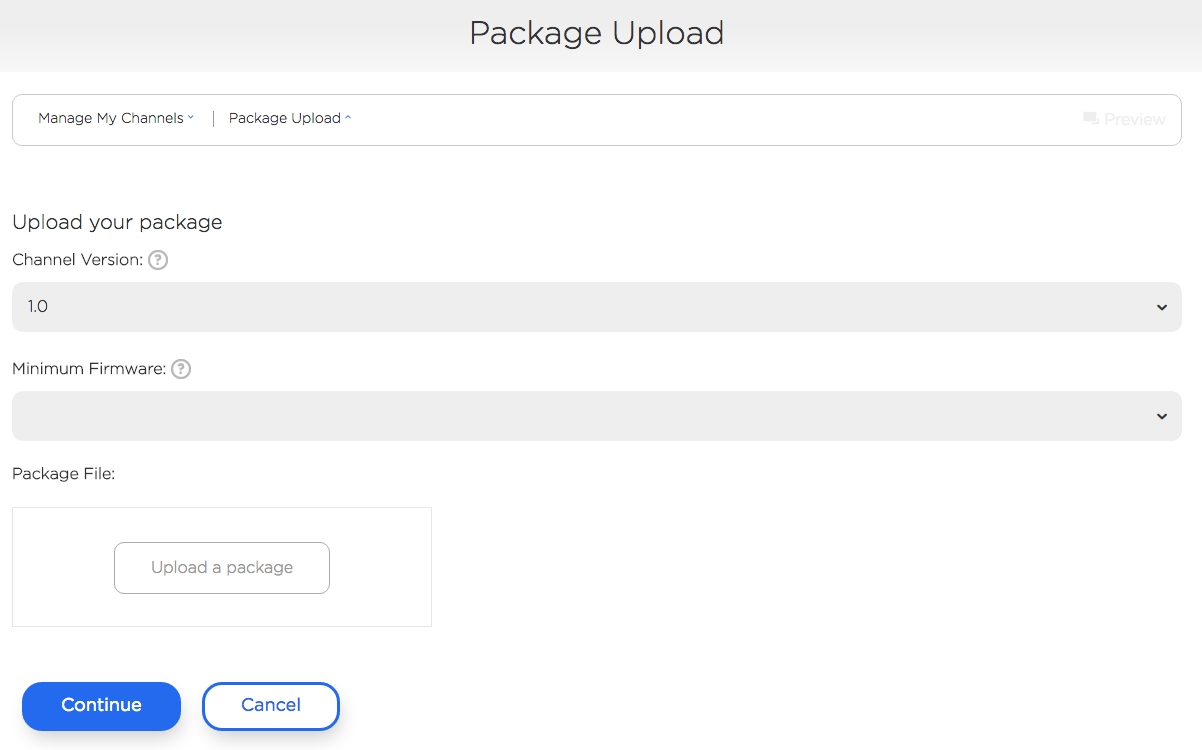 Package Upload
Manage My Channels | Package Upload Preview
Upload your package
Channel Version: ?
1.0
Minimum Firmware: ?
Package File:
Upload a package
Continue Cancel